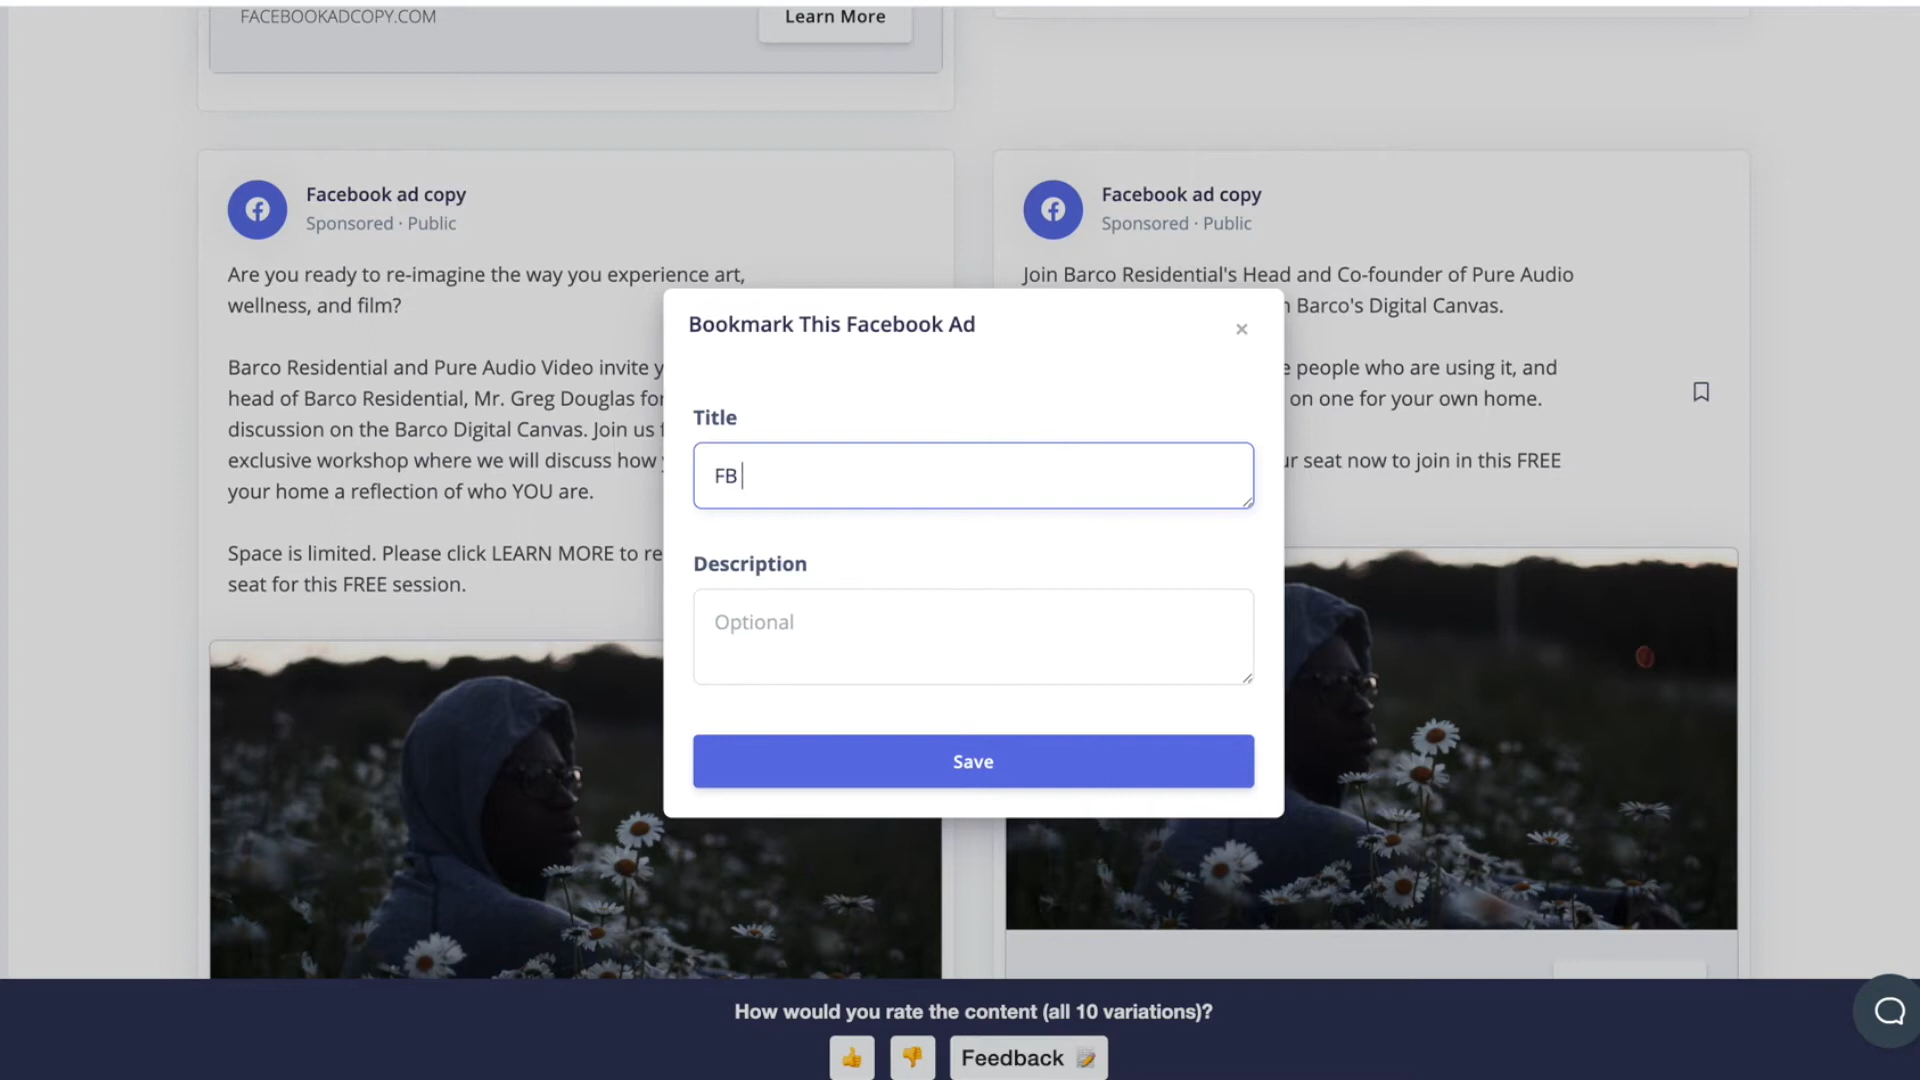 FACEBOOKADCOPY.COM
Learn More
Facebook ad copy
Sponsored · Public
Are you ready to re-imagine the way you experience art,
wellness, and film?
Barco Residential and Pure Audio Video invite
head of Barco Residential, Mr. Greg Douglas for
discussion on the Barco Digital Canvas. Join us
exclusive workshop where we will discuss how
your home a reflection of who YOU are.
Space is limited. Please click LEARN MORE to
seat for this FREE session.
Facebook ad copy
Sponsored · Public
Join Barco Residential's Head and Co-founder of Pure Audio
Barco's Digital Canvas.
people who are using it, and
on one for your own home.
seat now to join in this FREE
Bookmark This Facebook Ad
×
Title
FB
Description
Optional
Save
How would you rate the content (all 10 variations)?
Feedback